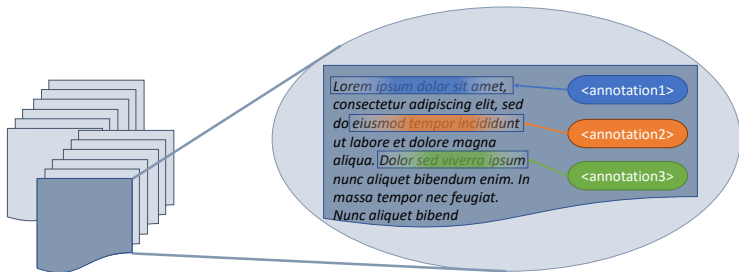 Lorem ipsum dolor sit amet,
consectetur adipiscing elit, sed
do eiusmod tempor incididunt
ut labore et dolore magna
aliqua. Dolor sed viverra ipsum
nunc aliquet bibendum enim. In
massa tempor nec feugiat.
Nunc aliquet bibend
<annotation1>
<annotation2>
<annotation3>